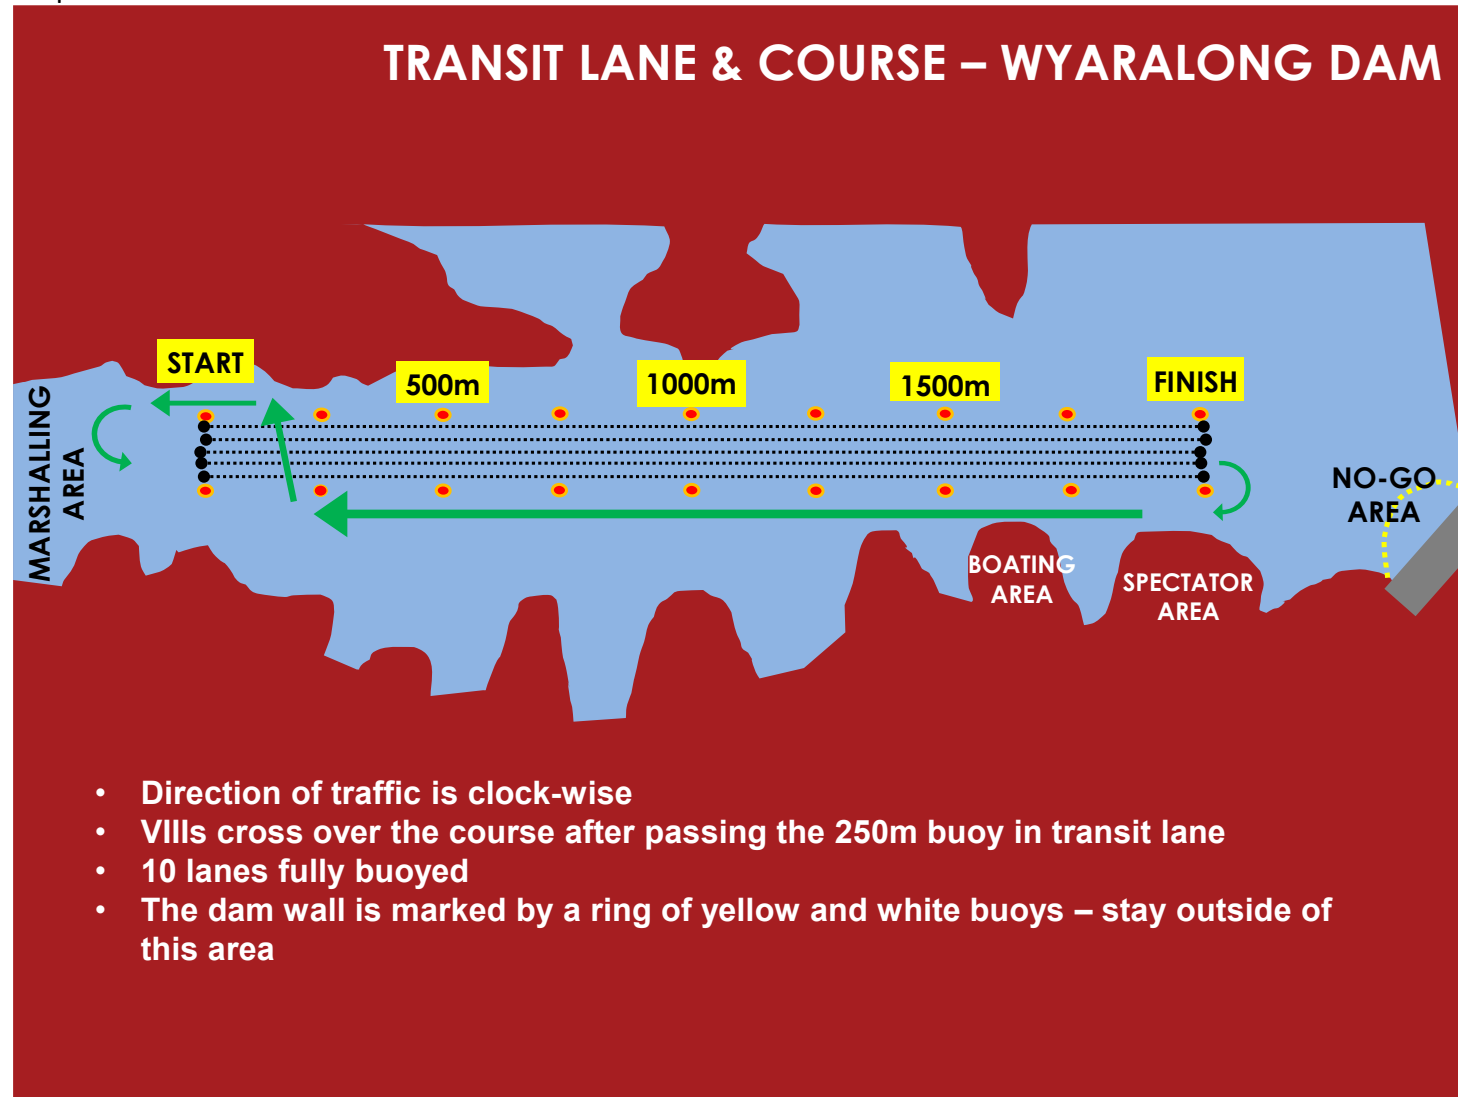 TRANSIT LANE & COURSE – WYARALONG DAM
START
500m
1000m
1500m
FINISH
MARSHALLING
AREA
NO-GO
AREA
BOATING
AREA
SPECTATOR
AREA
• Direction of traffic is clock-wise
• VIIIs cross over the course after passing the 250m buoy in transit lane
• 10 lanes fully buoyed
• The dam wall is marked by a ring of yellow and white buoys – stay outside of
this area